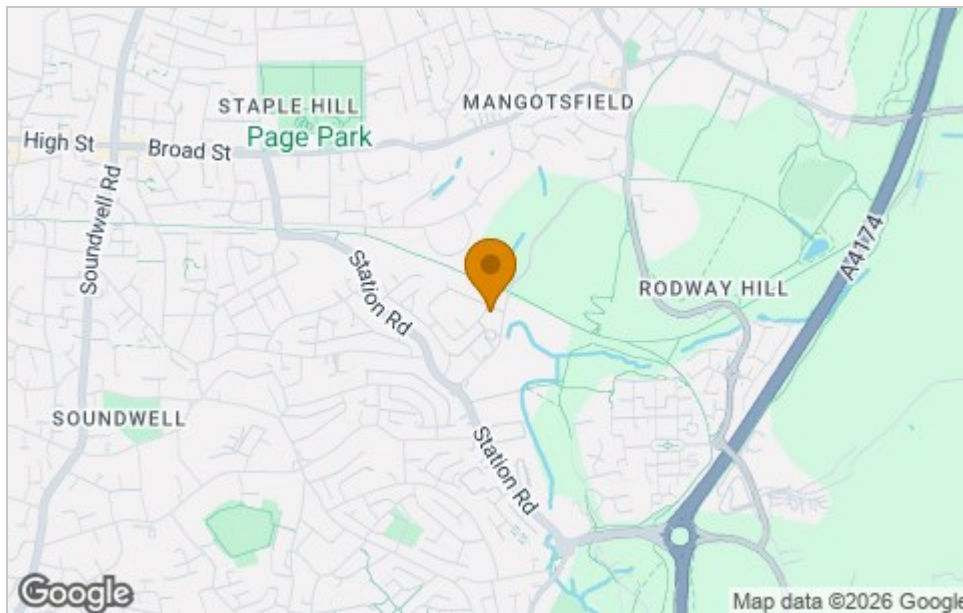 STAPLE HILL
Page Park
MANGOTSFIELD
High St
Broad St
Soundwell Rd
Station Rd
A4174
RODWAY HILL
SOUNDWELL
Station Rd
Google
Map data ©2026 Google